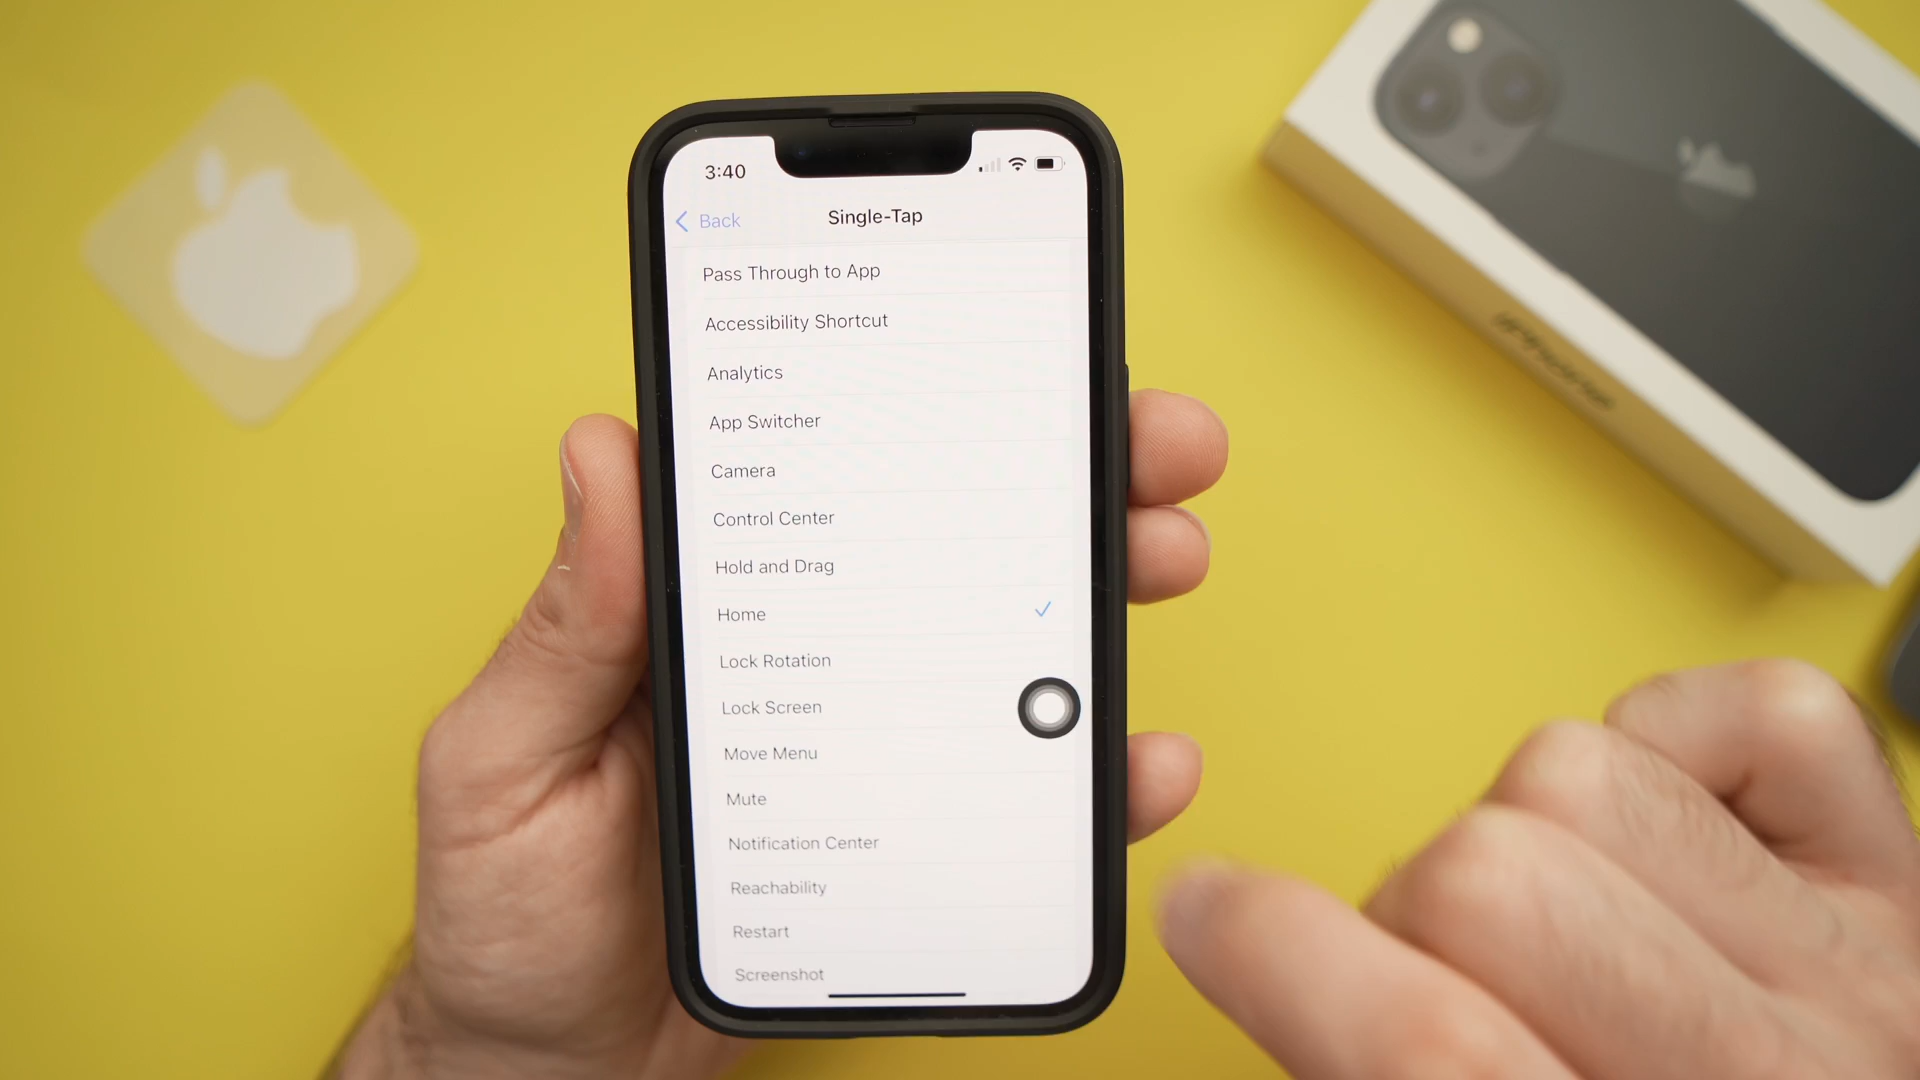 3:40
Back
Single-Tap
Pass Through to App
Accessibility Shortcut
Analytics
App Switcher
Camera
Control Center
Hold and Drag
Home
Lock Rotation
Lock Screen
Move Menu
Mute
Notification Center
Reachability
Restart
Screenshot
iPhone